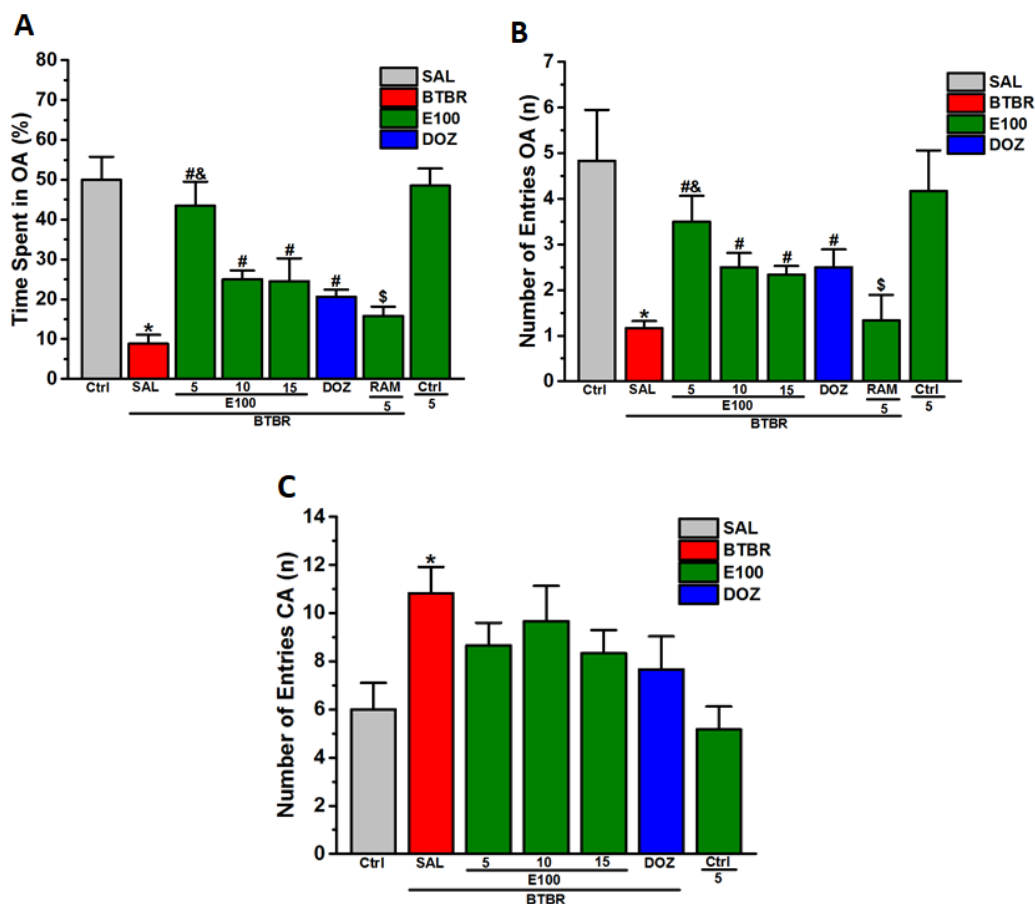 A
Time Spent in OA (%)
80
70
60
50
40
30
20
10
0
SAL
BTBR
E100
DOZ
*
#&
#
#
#
$
Ctrl SAL 5 10 15 DOZ RAM Ctrl
E100 5 5
BTBR
B
Number of Entries OA (n)
7
6
5
4
3
2
1
0
SAL
BTBR
E100
DOZ
*
#&
#
#
#
$
Ctrl SAL 5 10 15 DOZ RAM Ctrl
E100 5 5
BTBR
C
Number of Entries CA (n)
14
12
10
8
6
4
2
0
SAL
BTBR
E100
DOZ
*
Ctrl SAL 5 10 15 DOZ Ctrl
E100 5
BTBR